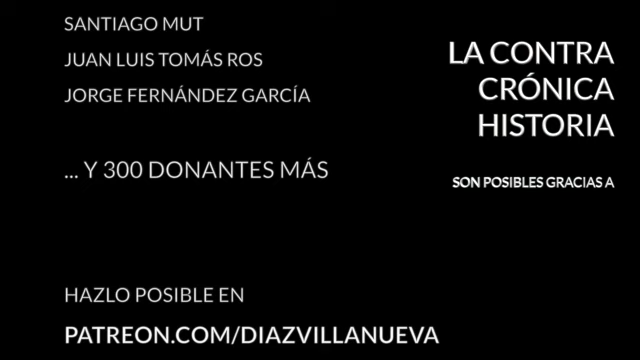 SANTIAGO MUT
JUAN LUIS TOMÁS ROS
JORGE FERNÁNDEZ GARCÍA
... Y 300 DONANTES MÁS
HAZLO POSIBLE EN
PATREON.COM/DIAZVILLANUEVA
LA CONTRA
CRÓNICA
HISTORIA
SON POSIBLES GRACIAS A